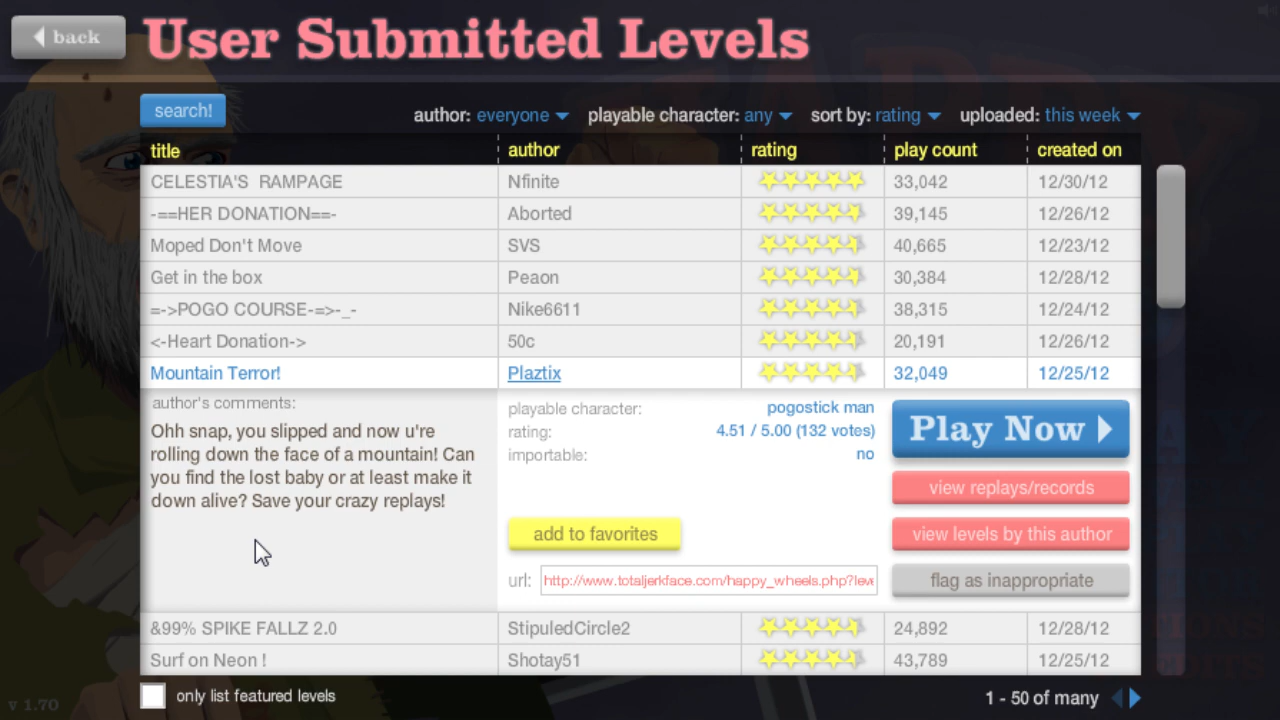 back
User Submitted Levels
search!
author: everyone playable character: any sort by: rating uploaded: this week
title author rating play count created on
CELESTIA'S RAMPAGE Nfinite 33,042 12/30/12
-==HER DONATION==- Aborted 39,145 12/26/12
Moped Don't Move SVS 40,665 12/23/12
Get in the box Peaon 30,384 12/28/12
=->POGO COURSE-=>-_- Nike6611 38,315 12/24/12
<-Heart Donation-> 50c 20,191 12/26/12
Mountain Terror! Plaztix 32,049 12/25/12
author's comments:
Ohh snap, you slipped and now u're
rolling down the face of a mountain! Can
you find the lost baby or at least make it
down alive? Save your crazy replays!
playable character: pogostick man
rating: 4.51 / 5.00 (132 votes)
importable: no
add to favorites
url: http://www.totaljerkface.com/happy_wheels.php?leve
Play Now
view replays/records
view levels by this author
flag as inappropriate
&99% SPIKE FALLZ 2.0 StipuledCircle2 24,892 12/28/12
Surf on Neon ! Shotay51 43,789 12/25/12
only list featured levels
1 - 50 of many
v 1.70